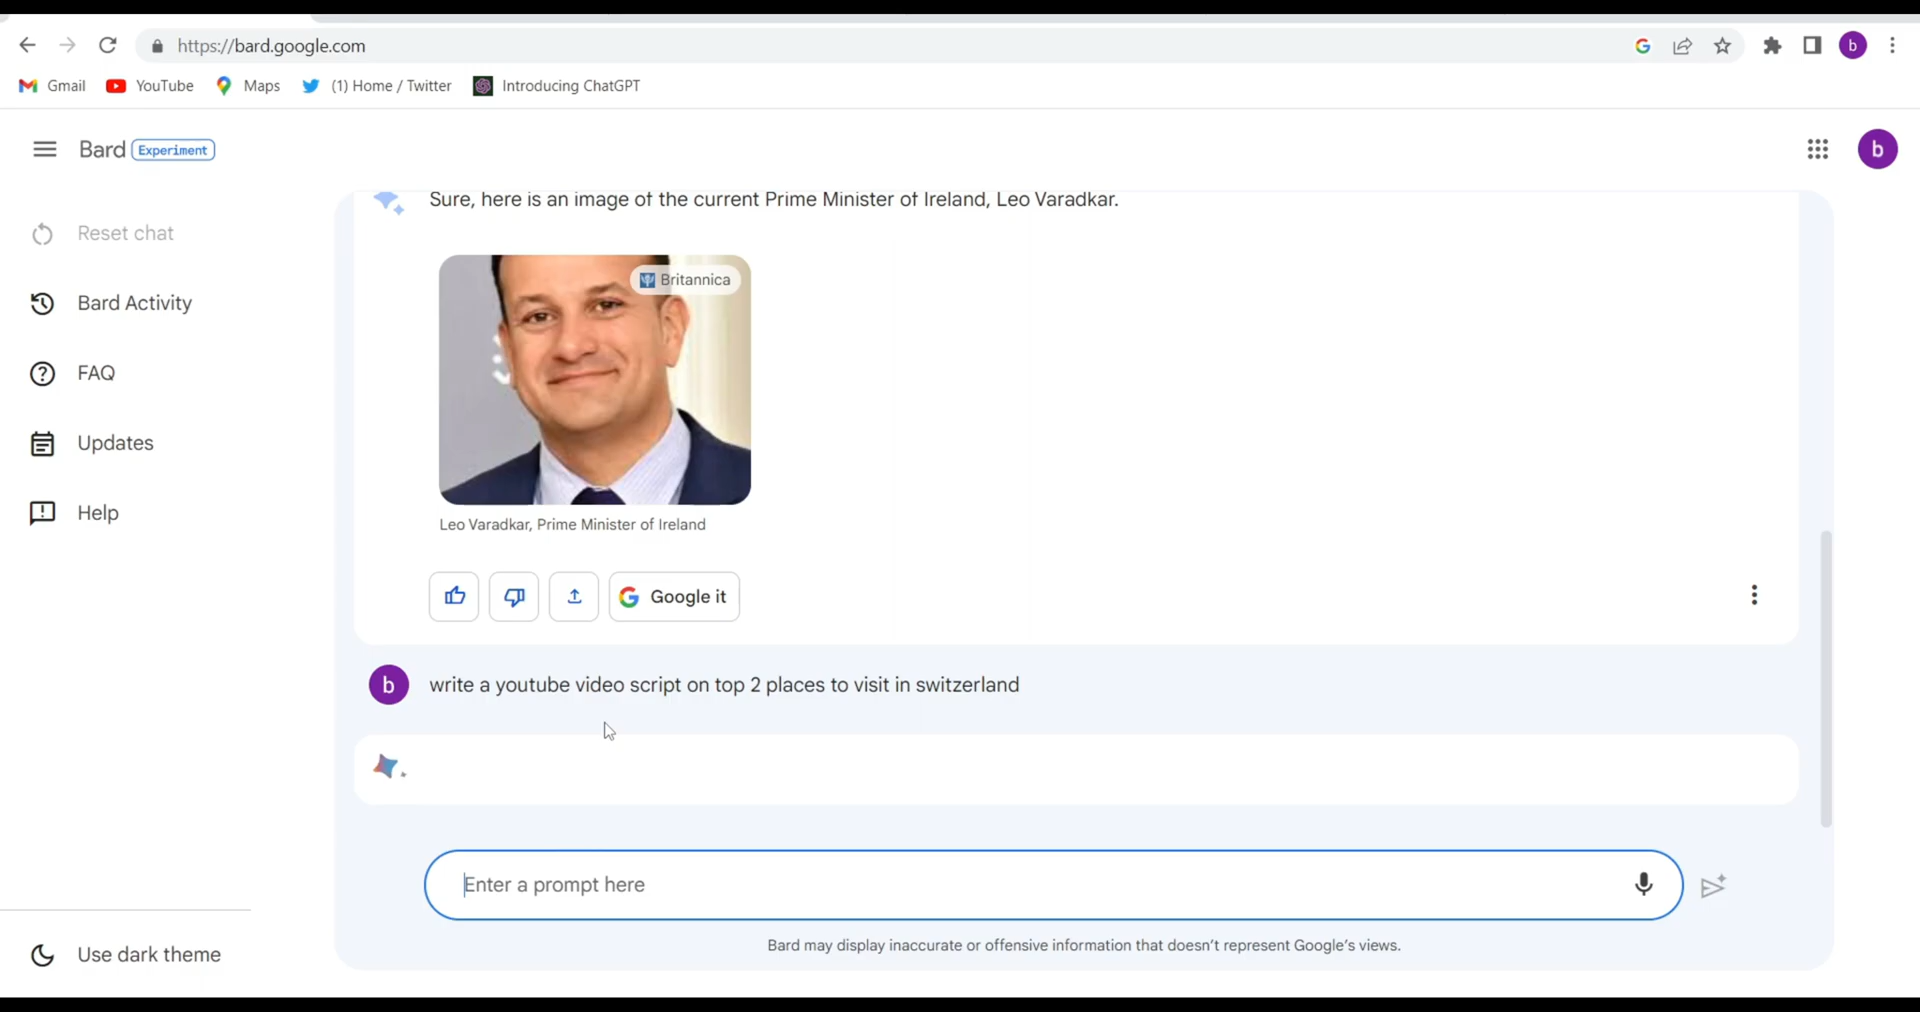 https://bard.google.com
b
Gmail
YouTube
Maps
(1) Home / Twitter
Introducing ChatGPT
Bard Experiment
b
Reset chat
Bard Activity
FAQ
Updates
Help
Use dark theme
Sure, here is an image of the current Prime Minister of Ireland, Leo Varadkar.
Britannica
Leo Varadkar, Prime Minister of Ireland
Google it
b
write a youtube video script on top 2 places to visit in switzerland
Enter a prompt here
Bard may display inaccurate or offensive information that doesn't represent Google's views.